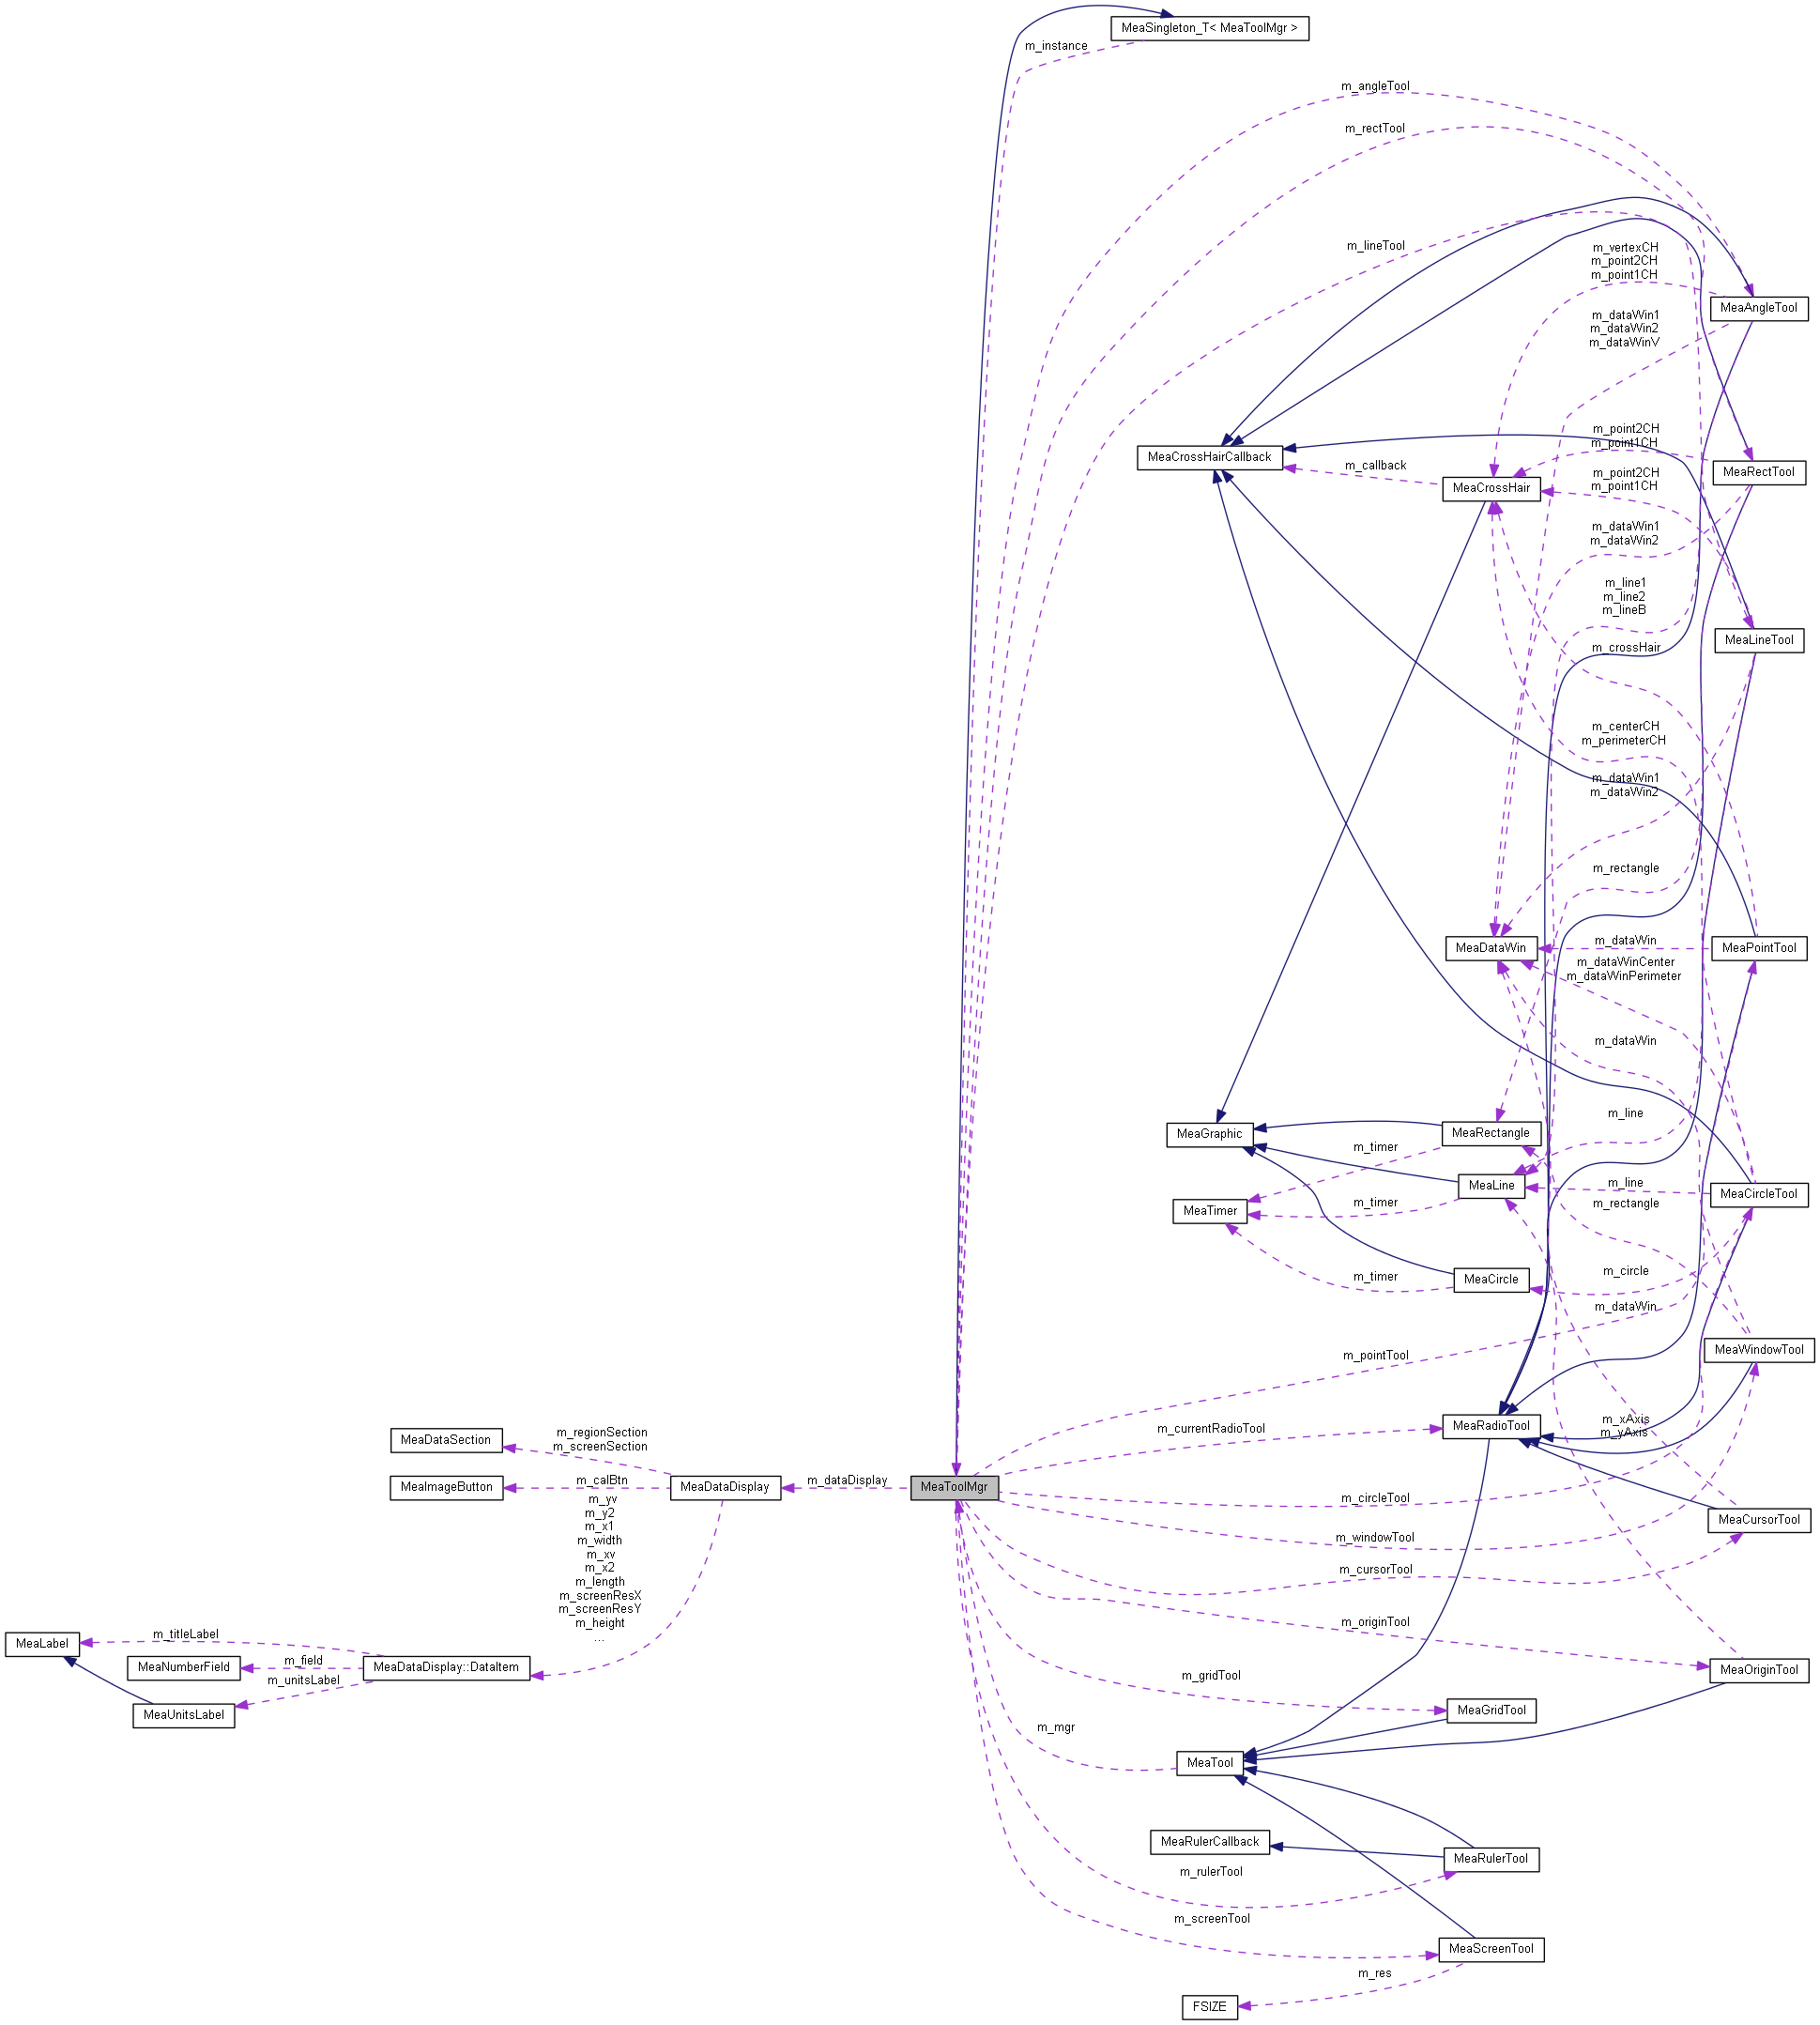 MeaSingleton_T< MeaToolMgr >
m_instance
m_angleTool
m_rectTool
m_lineTool
m_vertexCH
m_point2CH
m_point1CH
MeaAngleTool
m_dataWin1
m_dataWin2
m_dataWinV
m_point2CH
m_point1CH
MeaCrossHairCallback
m_callback
MeaCrossHair
MeaRectTool
m_point2CH
m_point1CH
m_dataWin1
m_dataWin2
m_line1
m_line2
m_lineB
m_crossHair
MeaLineTool
m_centerCH
m_perimeterCH
m_dataWin1
m_dataWin2
m_rectangle
MeaDataWin
m_dataWin
MeaPointTool
m_dataWinCenter
m_dataWinPerimeter
m_dataWin
m_line
MeaGraphic
MeaRectangle
m_timer
MeaLine
m_line
MeaCircleTool
m_timer
m_rectangle
MeaTimer
m_circle
MeaCircle
m_timer
m_dataWin
m_pointTool
MeaWindowTool
m_currentRadioTool
MeaRadioTool
m_xAxis
m_yAxis
MeaDataSection
m_regionSection
m_screenSection
MeaImageButton
m_calBtn
MeaDataDisplay
m_dataDisplay
MeaToolMgr
m_circleTool
m_yv
m_y2
m_x1
m_width
m_xv
m_x2
m_length
m_screenResX
m_screenResY
m_height
...
m_windowTool
MeaCursorTool
m_cursorTool
m_originTool
MeaLabel
m_titleLabel
MeaNumberField
m_field
MeaDataDisplay::DataItem
m_unitsLabel
MeaUnitsLabel
m_gridTool
MeaOriginTool
MeaGridTool
m_mgr
MeaTool
MeaRulerCallback
MeaRulerTool
m_rulerTool
m_screenTool
MeaScreenTool
m_res
FSIZE